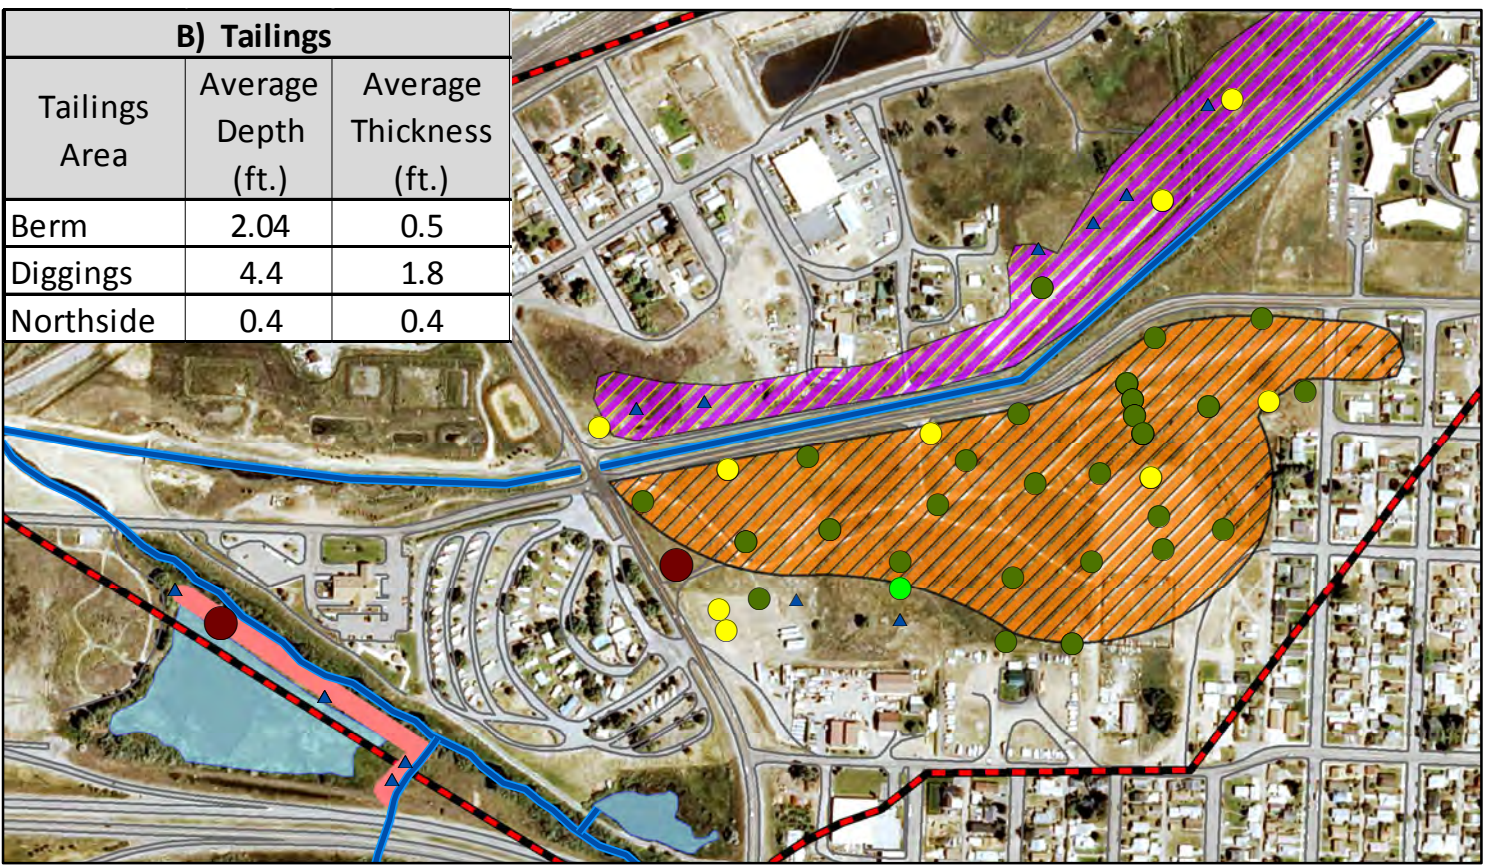 B) Tailings
Tailings Area
Average Depth (ft.)
Average Thickness (ft.)
Berm 2.04 0.5
Diggings 4.4 1.8
Northside 0.4 0.4